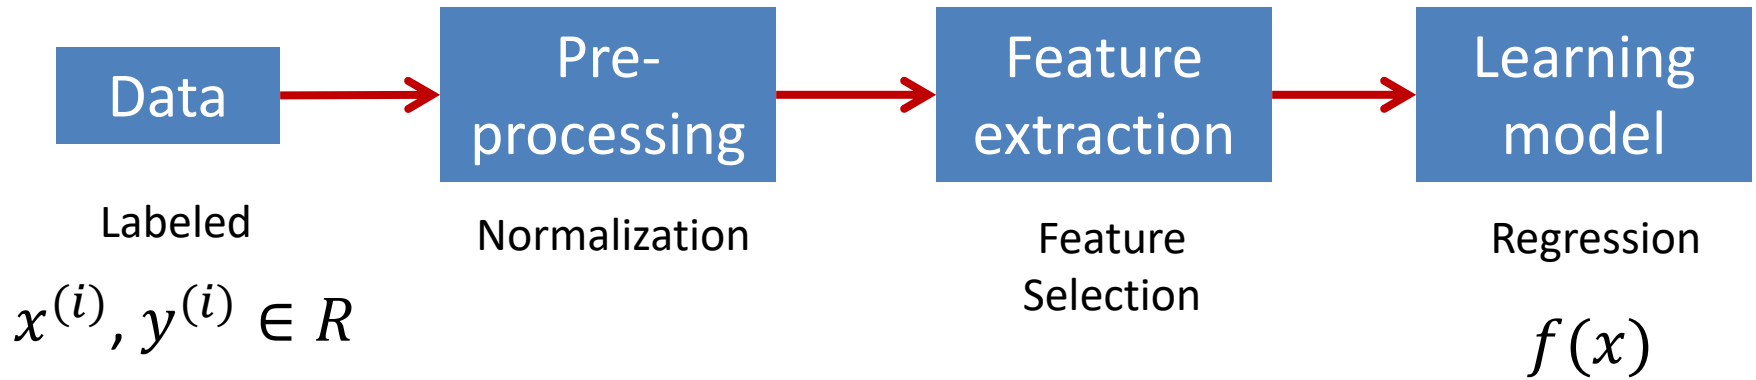 Data
Pre-
processing
Feature
extraction
Learning
model
Labeled
Normalization
Feature
Selection
Regression
x^(i), y^(i) ∈ R
f(x)